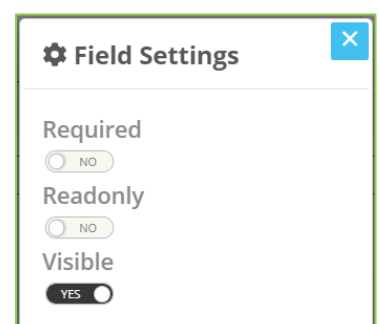 Field Settings
Required
NO
Readonly
NO
Visible
YES